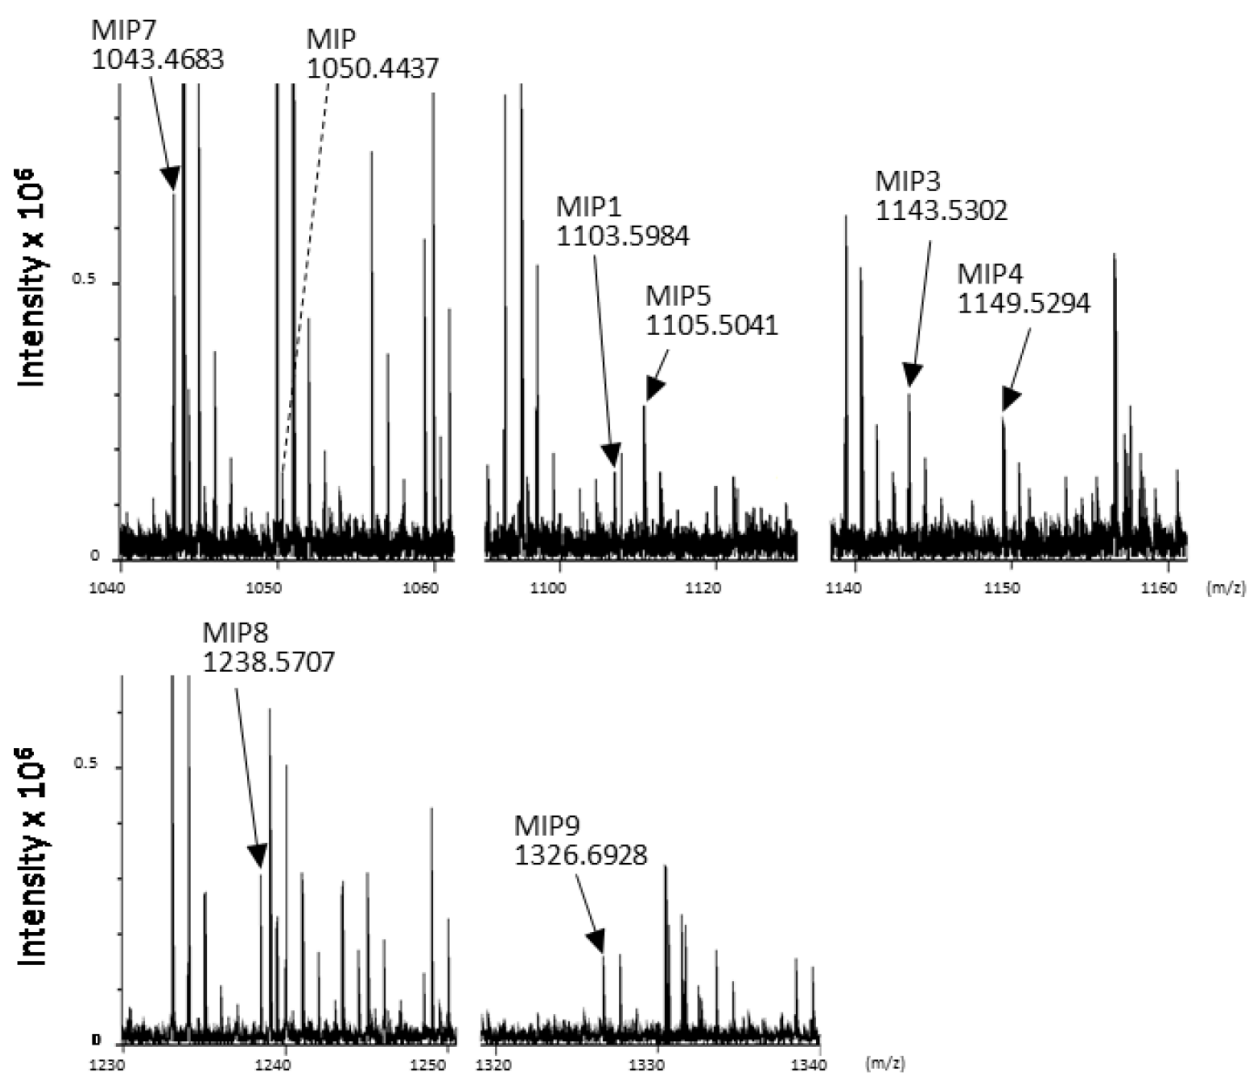 MIP7
1043.4683
MIP
1050.4437
MIP1
1103.5984
MIP5
1105.5041
MIP3
1143.5302
MIP4
1149.5294
Intensity x 10⁶
0.5
0
1040 1050 1060 1100 1120 1140 1150 1160 (m/z)
MIP8
1238.5707
MIP9
1326.6928
Intensity x 10⁶
0.5
0
1230 1240 1250 1320 1330 1340 (m/z)